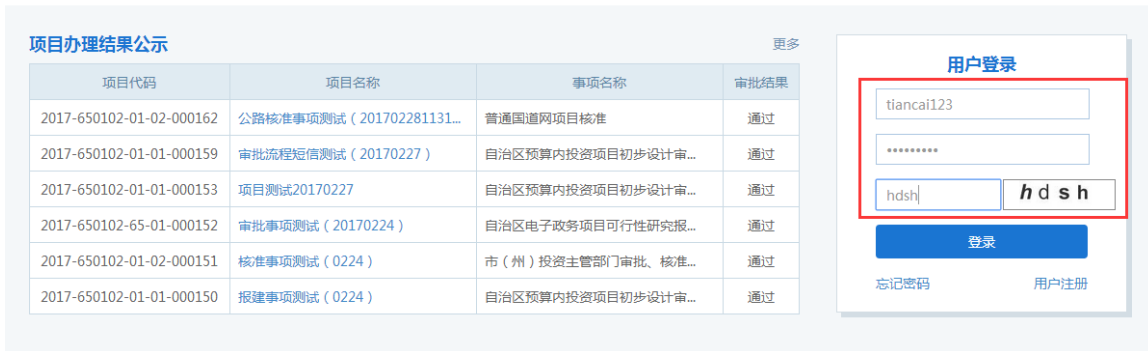 项目办理结果公示 更多
项目代码 项目名称 事项名称 审批结果
2017-650102-01-02-000162 公路核准事项测试（201702281131... 普通国道网项目核准 通过
2017-650102-01-01-000159 审批流程短信测试（20170227） 自治区预算内投资项目初步设计审... 通过
2017-650102-01-01-000153 项目测试20170227 自治区预算内投资项目初步设计审... 通过
2017-650102-65-01-000152 审批事项测试（20170224） 自治区电子政务项目可行性研究报... 通过
2017-650102-01-02-000151 核准事项测试（0224） 市（州）投资主管部门审批、核准... 通过
2017-650102-01-01-000150 报建事项测试（0224） 自治区预算内投资项目初步设计审... 通过
用户登录
tiancai123
•••••••••
hdsh hdsh
登录
忘记密码 用户注册